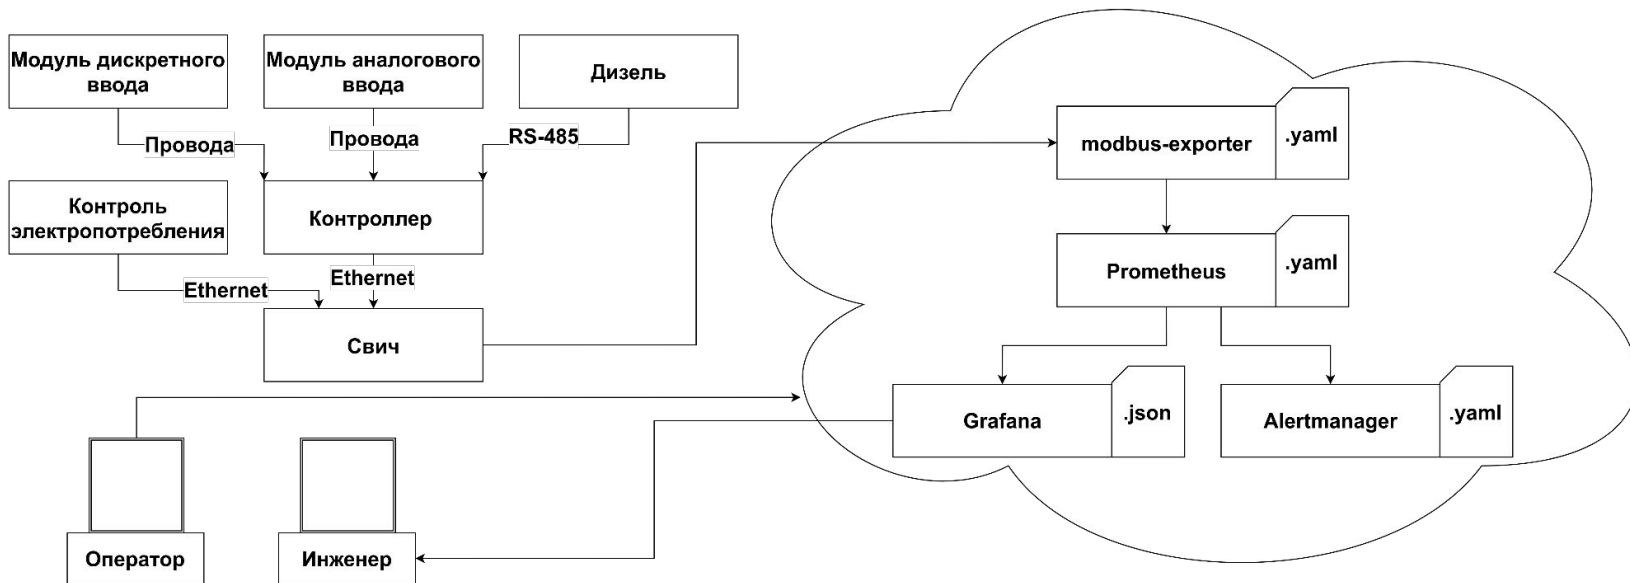 Модуль дискретного
ввода
Модуль аналогового
ввода
Дизель
Провода
Провода
RS-485
Контроль
электропотребления
Контроллер
Ethernet
Ethernet
Свич
modbus-exporter
.yaml
Prometheus
.yaml
Grafana
.json
Alertmanager
.yaml
Оператор
Инженер